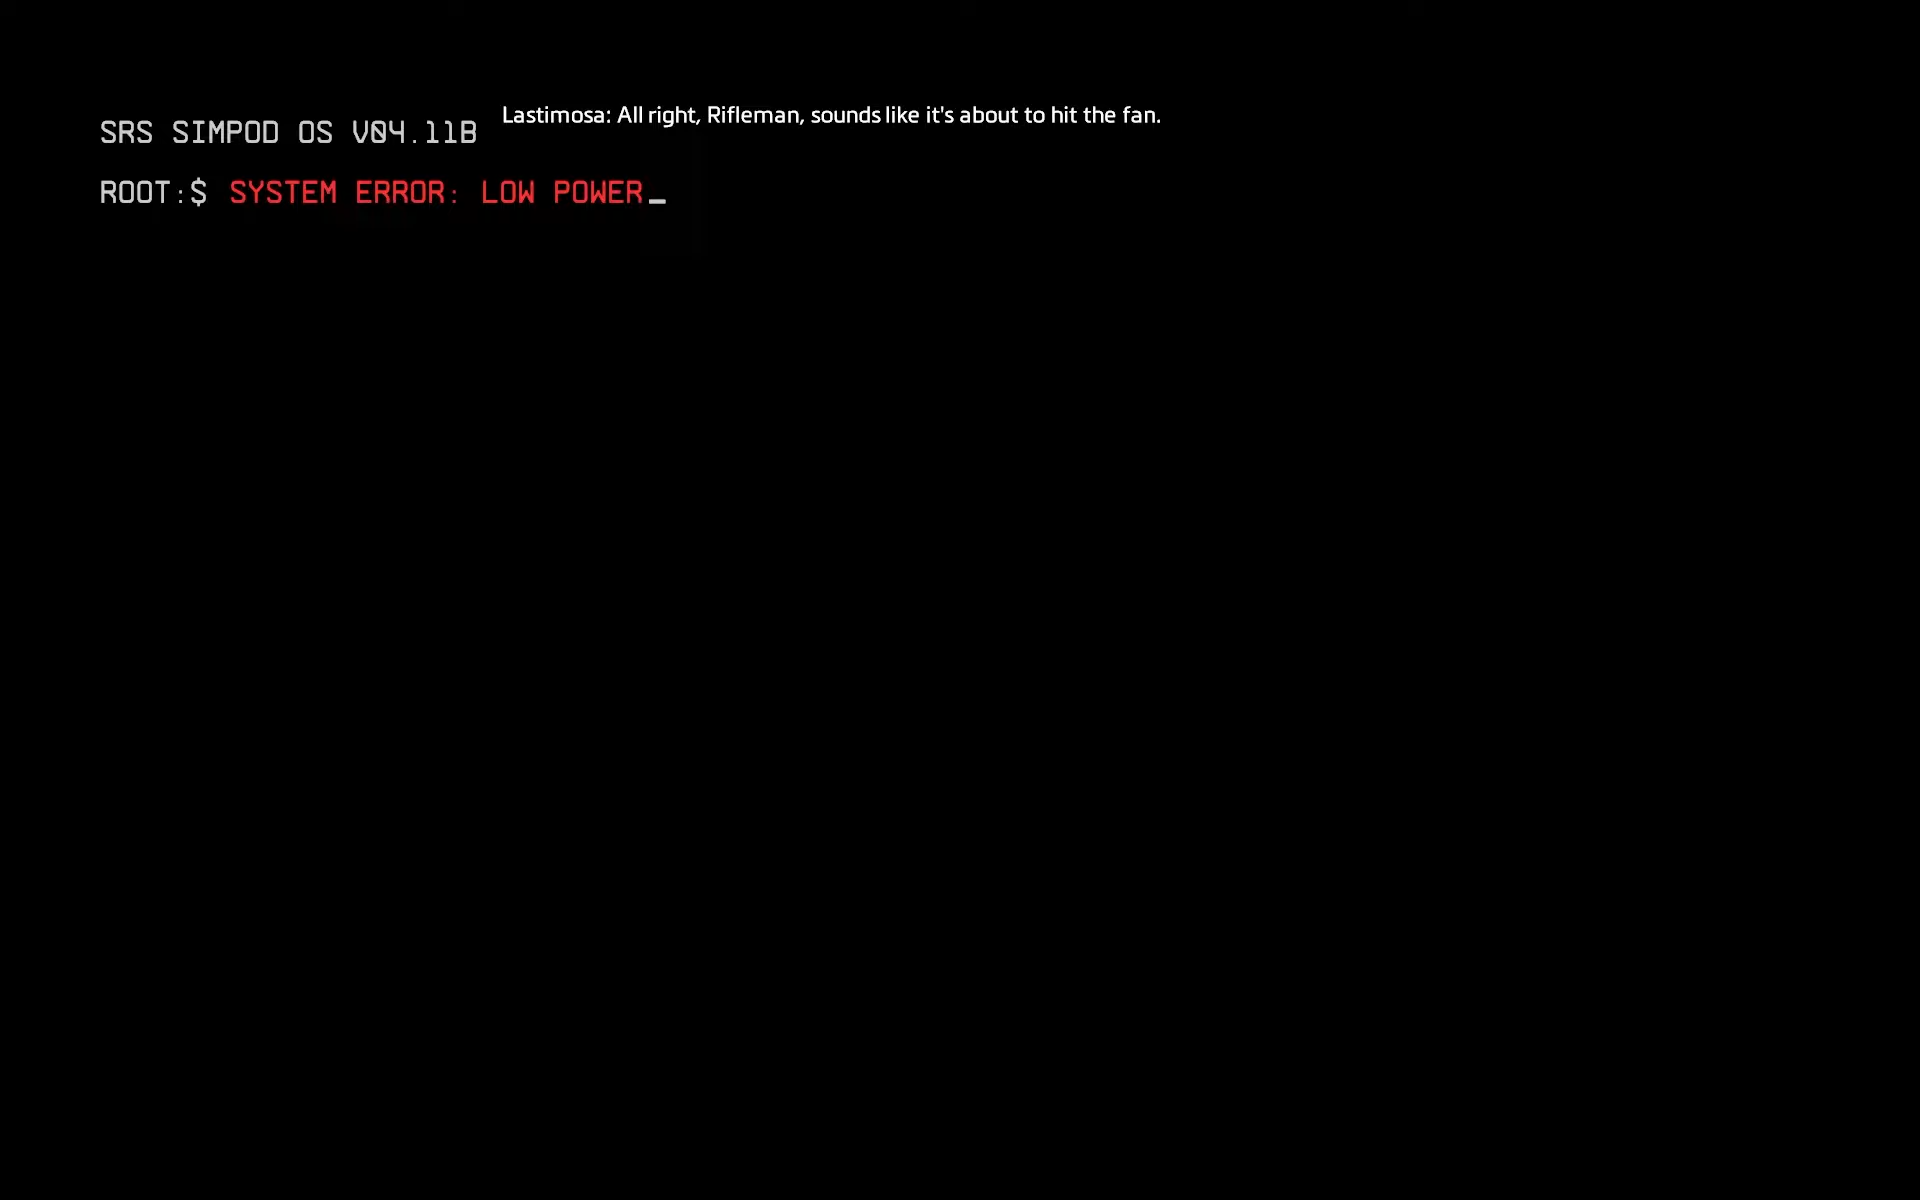 Lastimosa: All right, Rifleman, sounds like it's about to hit the fan.
SRS SIMPOD OS V04.11B
ROOT:$ SYSTEM ERROR: LOW POWER_